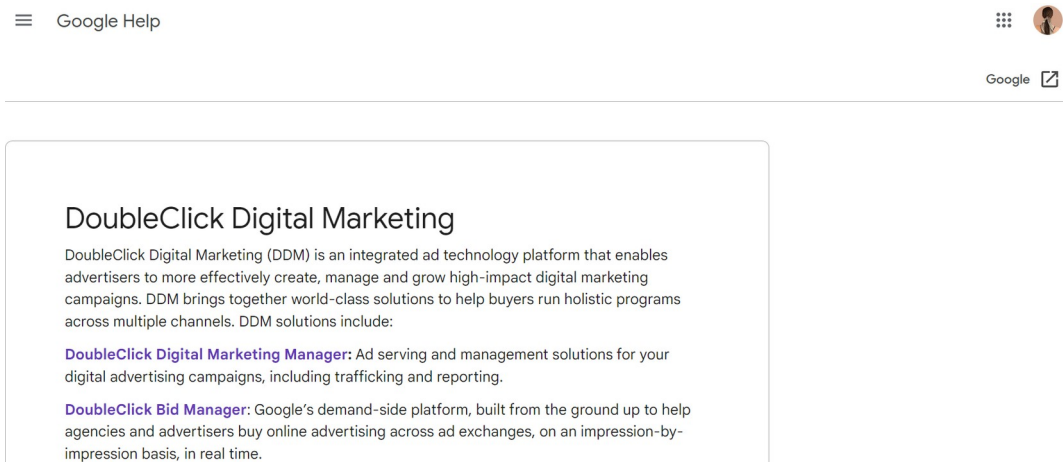 Google Help
Google
DoubleClick Digital Marketing
DoubleClick Digital Marketing (DDM) is an integrated ad technology platform that enables
advertisers to more effectively create, manage and grow high-impact digital marketing
campaigns. DDM brings together world-class solutions to help buyers run holistic programs
across multiple channels. DDM solutions include:
DoubleClick Digital Marketing Manager: Ad serving and management solutions for your
digital advertising campaigns, including trafficking and reporting.
DoubleClick Bid Manager: Google’s demand-side platform, built from the ground up to help
agencies and advertisers buy online advertising across ad exchanges, on an impression-by-
impression basis, in real time.